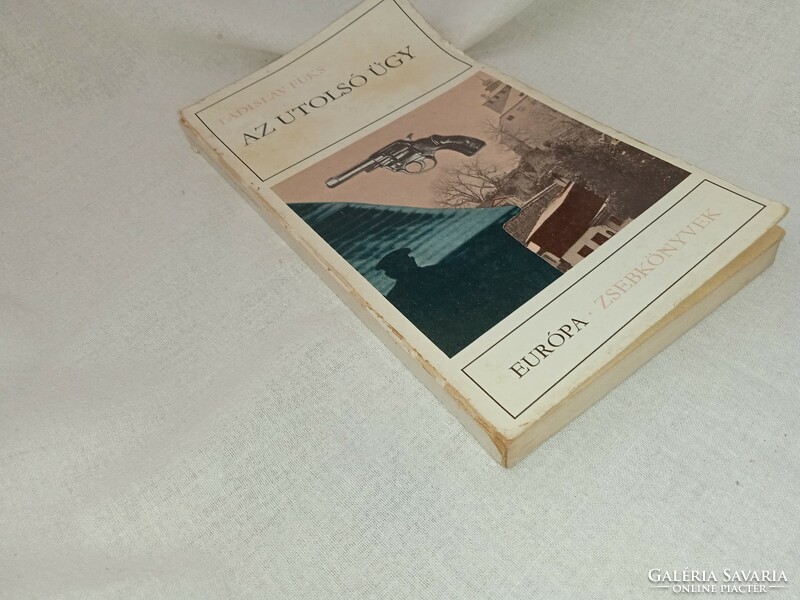 LADISLAV FUKS
AZ UTOLSÓ ÜGY
EURÓPA · ZSEBKÖNYVEK
GALÉRIA SAVARIA
ONLINE PIACTÉR